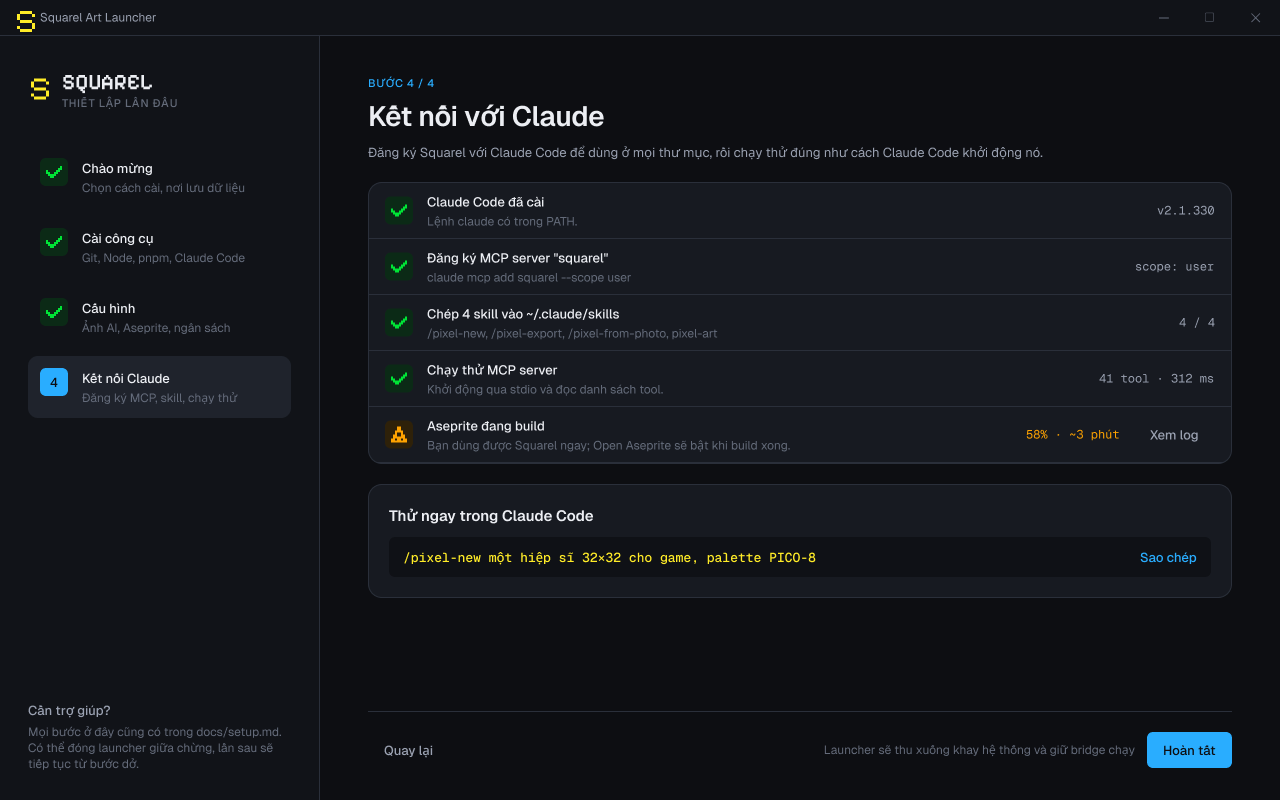 Squarel Art Launcher
SQUAREL
THIẾT LẬP LẦN ĐẦU
Chào mừng
Chọn cách cài, nơi lưu dữ liệu
Cài công cụ
Git, Node, pnpm, Claude Code
Cấu hình
Ảnh AI, Aseprite, ngân sách
4
Kết nối Claude
Đăng ký MCP, skill, chạy thử
Cần trợ giúp?
Mọi bước ở đây cũng có trong docs/setup.md.
Có thể đóng launcher giữa chừng, lần sau sẽ
tiếp tục từ bước dở.
BƯỚC 4 / 4
Kết nối với Claude
Đăng ký Squarel với Claude Code để dùng ở mọi thư mục, rồi chạy thử đúng như cách Claude Code khởi động nó.
Claude Code đã cài
Lệnh claude có trong PATH.
v2.1.330
Đăng ký MCP server "squarel"
claude mcp add squarel --scope user
scope: user
Chép 4 skill vào ~/.claude/skills
/pixel-new, /pixel-export, /pixel-from-photo, pixel-art
4 / 4
Chạy thử MCP server
Khởi động qua stdio và đọc danh sách tool.
41 tool · 312 ms
Aseprite đang build
Bạn dùng được Squarel ngay; Open Aseprite sẽ bật khi build xong.
58% · ~3 phút
Xem log
Thử ngay trong Claude Code
/pixel-new một hiệp sĩ 32×32 cho game, palette PICO-8
Sao chép
Quay lại
Launcher sẽ thu xuống khay hệ thống và giữ bridge chạy
Hoàn tất